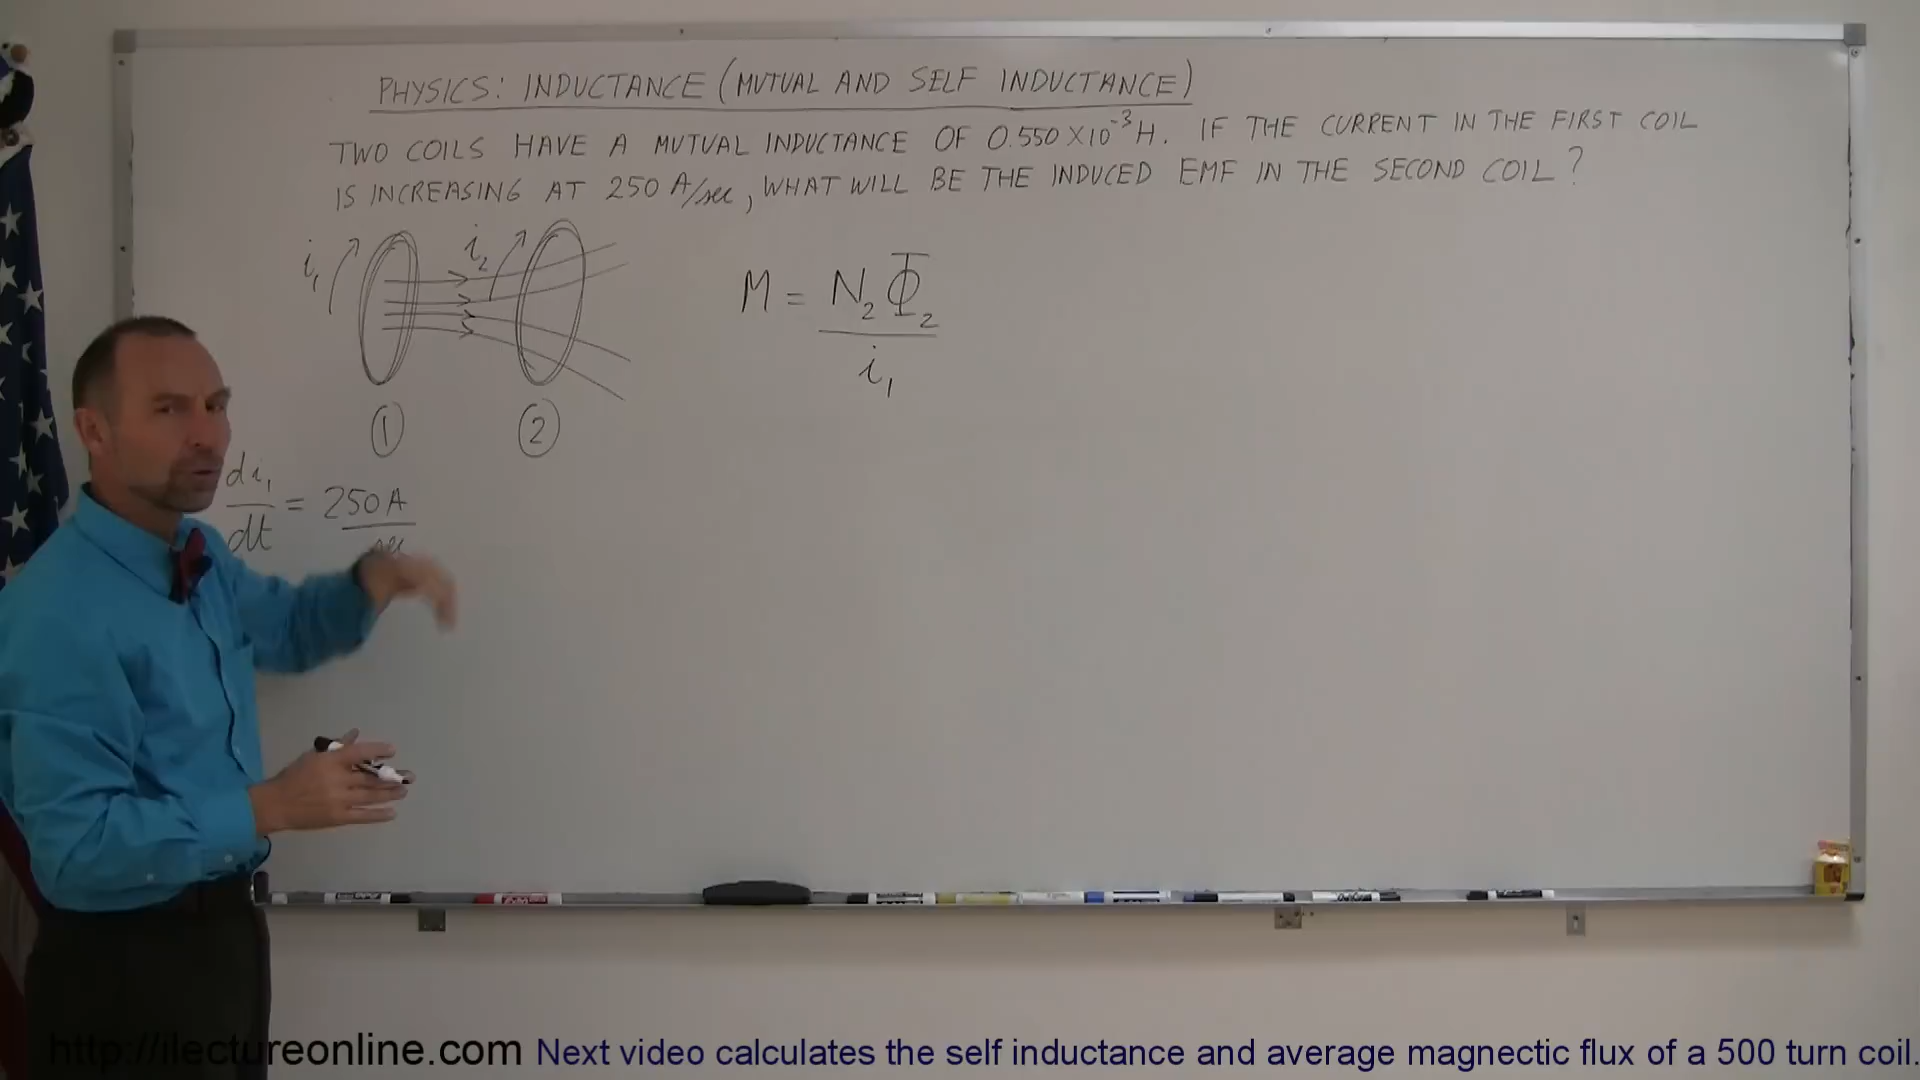 PHYSICS: INDUCTANCE (MUTUAL AND SELF INDUCTANCE)
TWO COILS HAVE A MUTUAL INDUCTANCE OF 0.550 X 10⁻³ H. IF THE CURRENT IN THE FIRST COIL
IS INCREASING AT 250 A/sec, WHAT WILL BE THE INDUCED EMF IN THE SECOND COIL?
i₁
i₂
M = N₂Φ₂
i₁
① ②
di₁
dt
= 250 A
sec
http://ilectureonline.com Next video calculates the self inductance and average magnectic flux of a 500 turn coil.